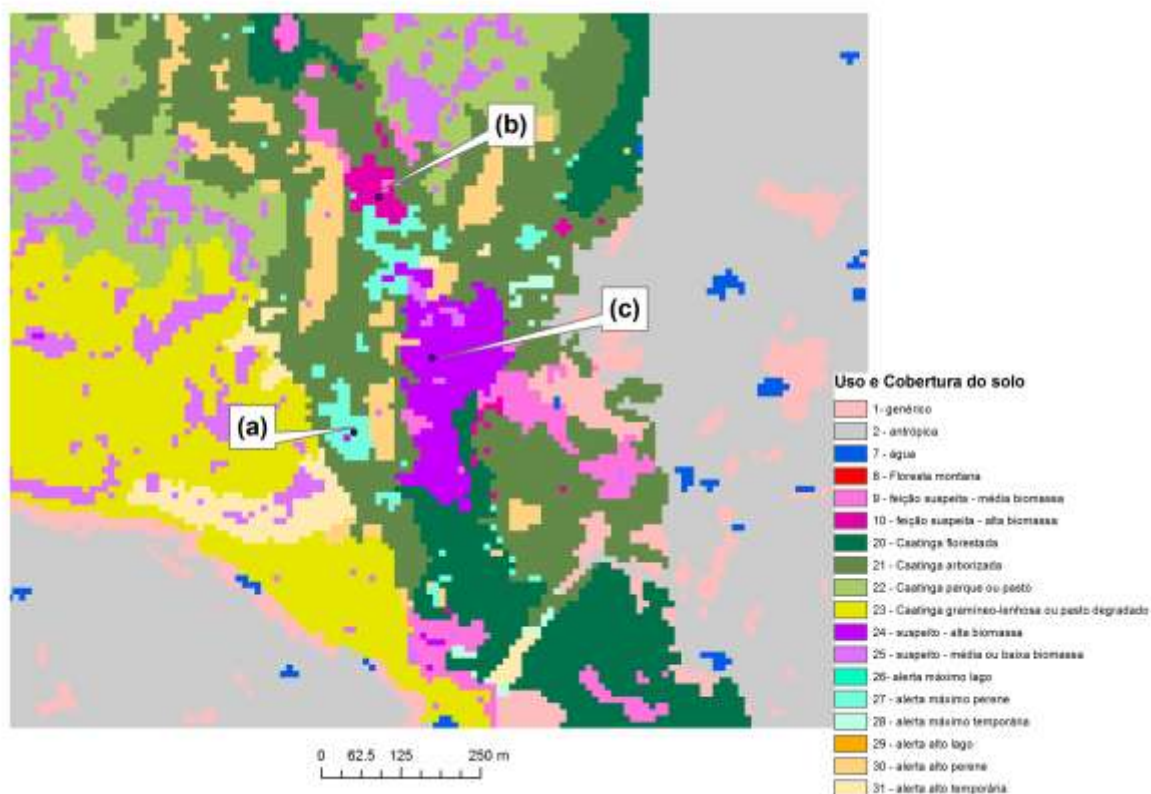 (b)
(c)
(a)
Uso e Cobertura do solo
1- genérico
2 - antrópica
7 - água
8 - Floresta montana
9 - feição suspeita - média biomassa
10 - feição suspeita - alta biomassa
20 - Caatinga florestada
21 - Caatinga arborizada
22 - Caatinga parque ou pasto
23 - Caatinga gramíneo-lenhosa ou pasto degradado
24 - suspeito - alta biomassa
25 - suspeito - média ou baixa biomassa
26- alerta máximo lago
27 - alerta máximo perene
28 - alerta máximo temporária
29 - alerta alto lago
30 - alerta alto perene
31 - alerta alto temporária
0 62.5 125 250 m